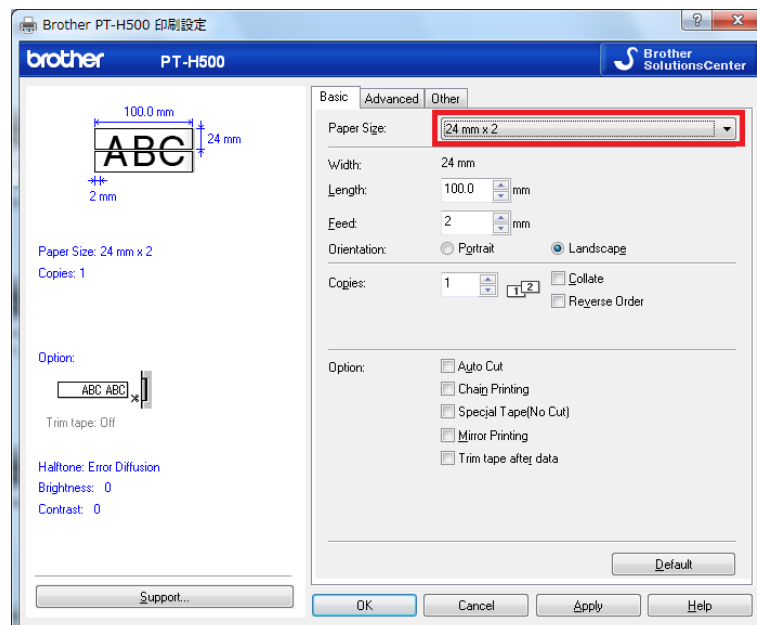 Brother PT-H500 印刷設定
brother PT-H500
Brother
SolutionsCenter
100.0 mm
24 mm
ABC
2 mm
Paper Size: 24 mm x 2
Copies: 1
Option:
ABC ABC
Trim tape: Off
Halftone: Error Diffusion
Brightness: 0
Contrast: 0
Support...
Basic Advanced Other
Paper Size: 24 mm x 2
Width: 24 mm
Length: 100.0 mm
Feed: 2 mm
Orientation: Portrait Landscape
Copies: 1 1 2 Collate
Reverse Order
Option: Auto Cut
Chain Printing
Special Tape(No Cut)
Mirror Printing
Trim tape after data
Default
OK Cancel Apply Help